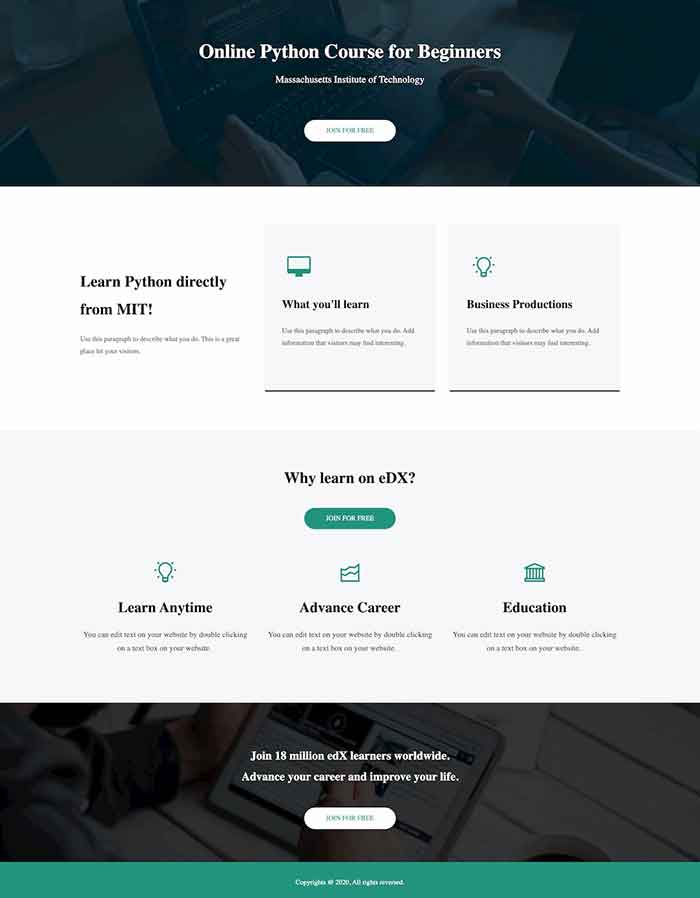 Online Python Course for Beginners
Massachusetts Institute of Technology
JOIN FOR FREE
Learn Python directly
from MIT!
Use this paragraph to describe what you do. This is a great
place let your visitors.
What you'll learn
Use this paragraph to describe what you do. Add
information that visitors may find interesting.
Business Productions
Use this paragraph to describe what you do. Add
information that visitors may find interesting.
Why learn on eDX?
JOIN FOR FREE
Learn Anytime
You can edit text on your website by double clicking
on a text box on your website.
Advance Career
You can edit text on your website by double clicking
on a text box on your website.
Education
You can edit text on your website by double clicking
on a text box on your website.
Join 18 million edX learners worldwide.
Advance your career and improve your life.
JOIN FOR FREE
Copyrights @ 2020, All rights reversed.